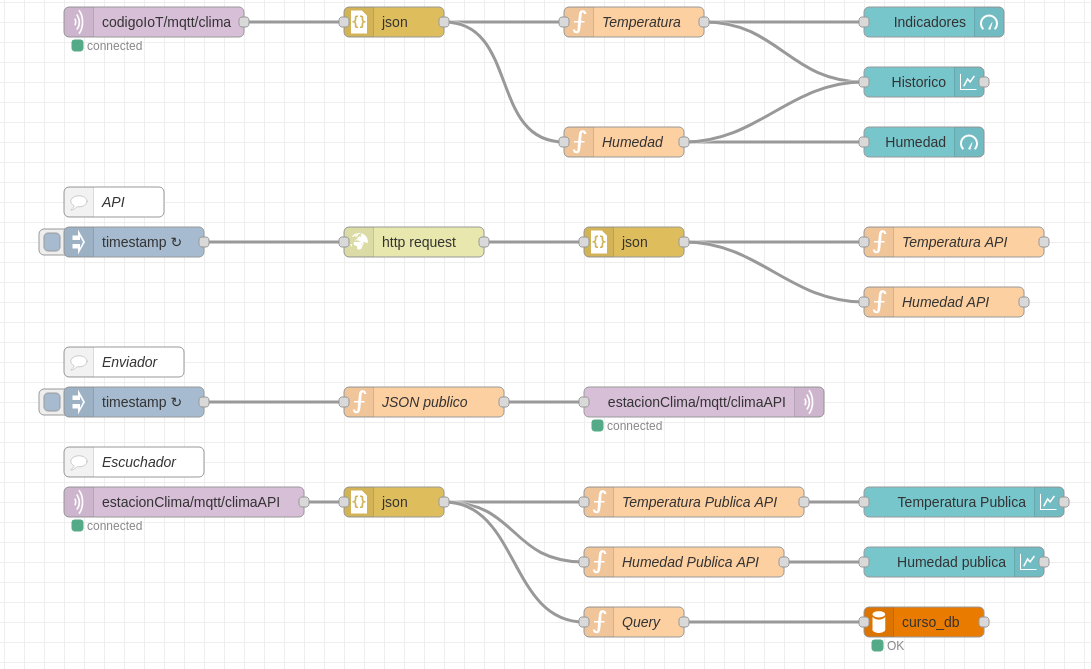 codigoIoT/mqtt/clima
json
Temperatura
Indicadores
connected
Historico
Humedad
Humedad
API
timestamp ↻
http request
json
Temperatura API
Humedad API
Enviador
timestamp ↻
JSON publico
estacionClima/mqtt/climaAPI
connected
Escuchador
estacionClima/mqtt/climaAPI
json
Temperatura Publica API
Temperatura Publica
connected
Humedad Publica API
Humedad publica
Query
curso_db
OK